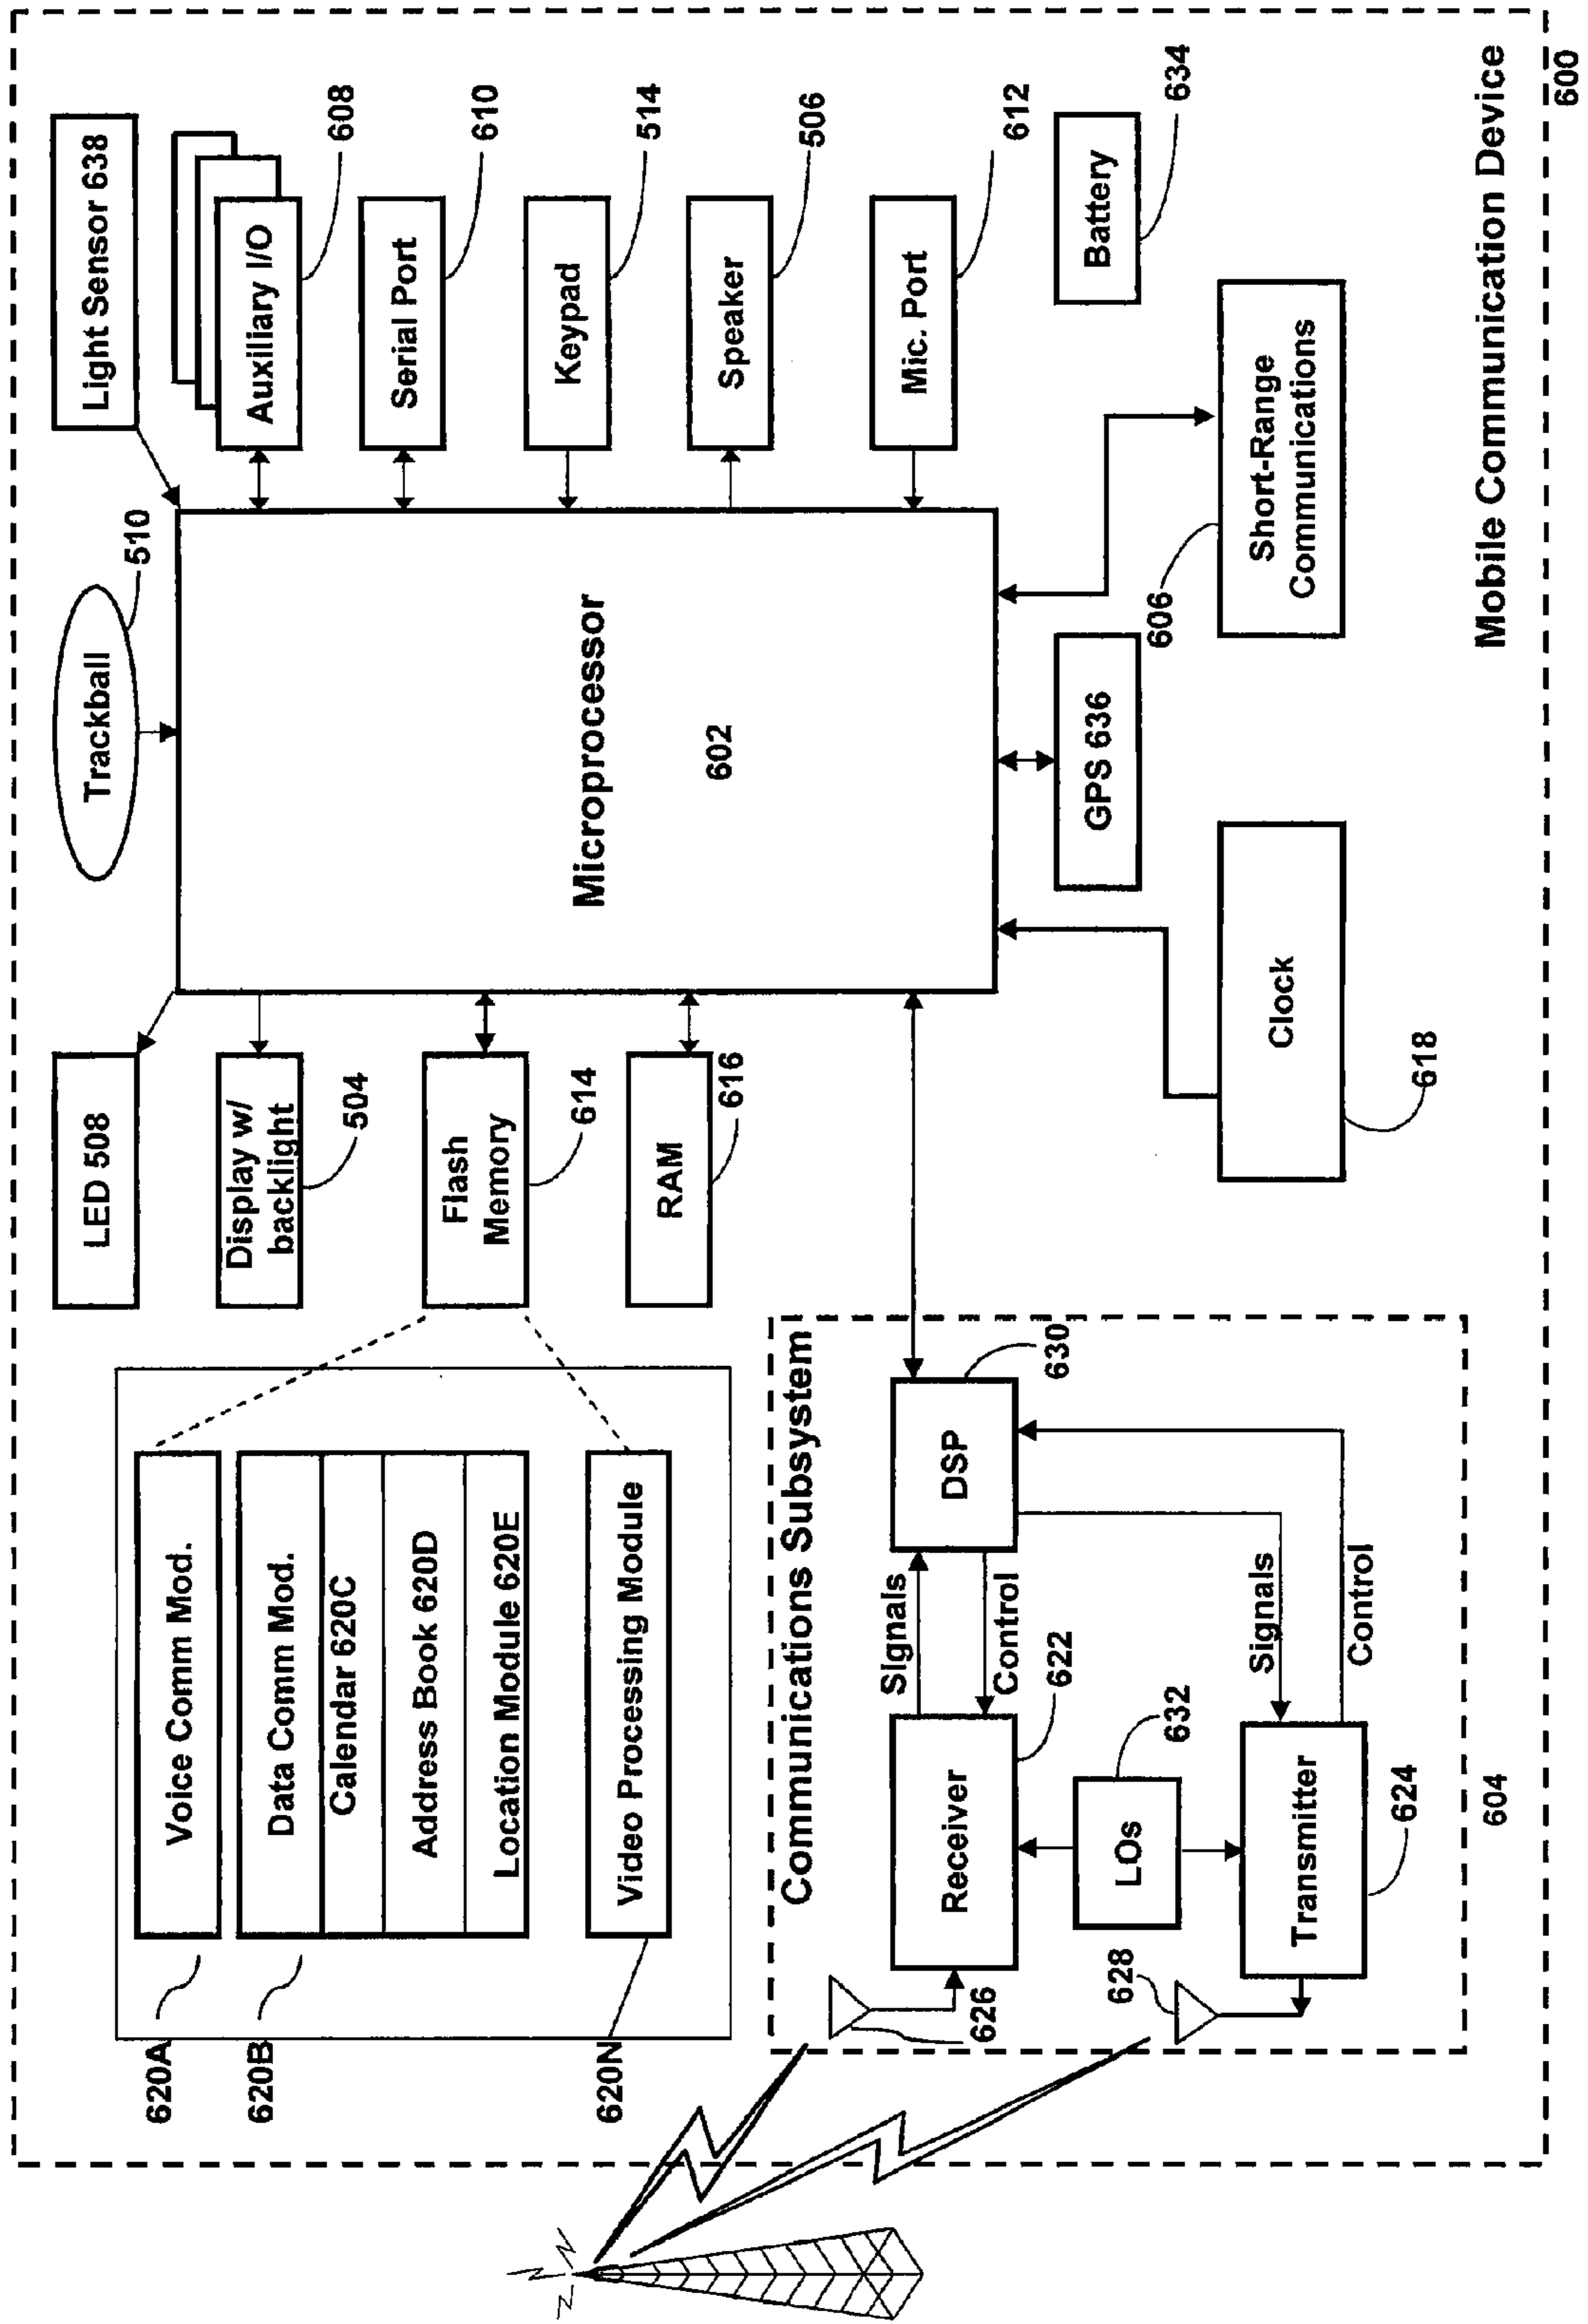 Mobile Communication Device
600
Light Sensor 638
Auxiliary I/O
608
Serial Port
610
Keypad
514
Speaker
506
Mic. Port
612
Battery
634
Trackball
510
Microprocessor
602
GPS 636
606
Short-Range
Communications
Clock
618
LED 508
Display w/
backlight
504
Flash
Memory
614
RAM
616
Voice Comm Mod.
Data Comm Mod.
Calendar 620C
Address Book 620D
Location Module 620E
Video Processing Module
620A
620B
620N
Communications Subsystem
DSP
630
SIgnals
Control
Receiver
622
LOs
632
Signals
Control
Transmitter
624
626
628
604